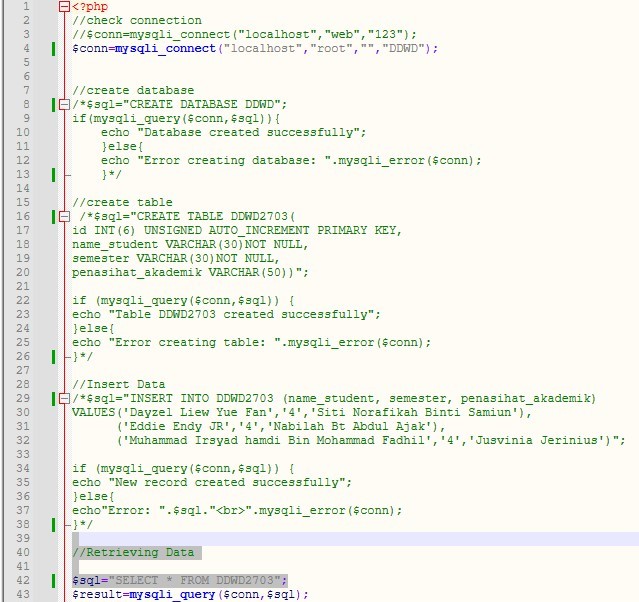 1 <?php
2 //check connection
3 //$conn=mysqli_connect("localhost","web","123");
4 $conn=mysqli_connect("localhost","root","","DDWD");
5
6
7 //create database
8 /*$sql="CREATE DATABASE DDWD";
9 if(mysqli_query($conn,$sql)){
10 echo "Database created successfully";
11 }else{
12 echo "Error creating database: ".mysqli_error($conn);
13 }*/
14
15 //create table
16 /*$sql="CREATE TABLE DDWD2703(
17 id INT(6) UNSIGNED AUTO_INCREMENT PRIMARY KEY,
18 name_student VARCHAR(30)NOT NULL,
19 semester VARCHAR(30)NOT NULL,
20 penasihat_akademik VARCHAR(50))";
21
22 if (mysqli_query($conn,$sql)) {
23 echo "Table DDWD2703 created successfully";
24 }else{
25 echo "Error creating table: ".mysqli_error($conn);
26 }*/
27
28 //Insert Data
29 /*$sql="INSERT INTO DDWD2703 (name_student, semester, penasihat_akademik)
30 VALUES('Dayzel Liew Yue Fan','4','Siti Norafikah Binti Samiun'),
31 ('Eddie Endy JR','4','Nabilah Bt Abdul Ajak'),
32 ('Muhammad Irsyad hamdi Bin Mohammad Fadhil','4','Jusvinia Jerinius')";
33
34 if (mysqli_query($conn,$sql)) {
35 echo "New record created successfully";
36 }else{
37 echo"Error: ".$sql."<br>".mysqli_error($conn);
38 }*/
39
40 //Retrieving Data
41
42 $sql="SELECT * FROM DDWD2703";
43 $result=mysqli_query($conn,$sql);